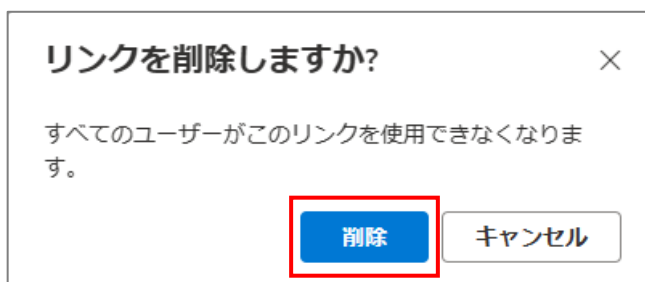 リンクを削除しますか?
すべてのユーザーがこのリンクを使用できなくなりま
す。
削除 キャンセル